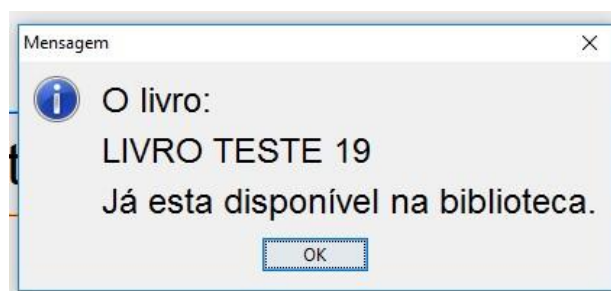 Mensagem
O livro:
LIVRO TESTE 19
Já esta disponível na biblioteca.
OK